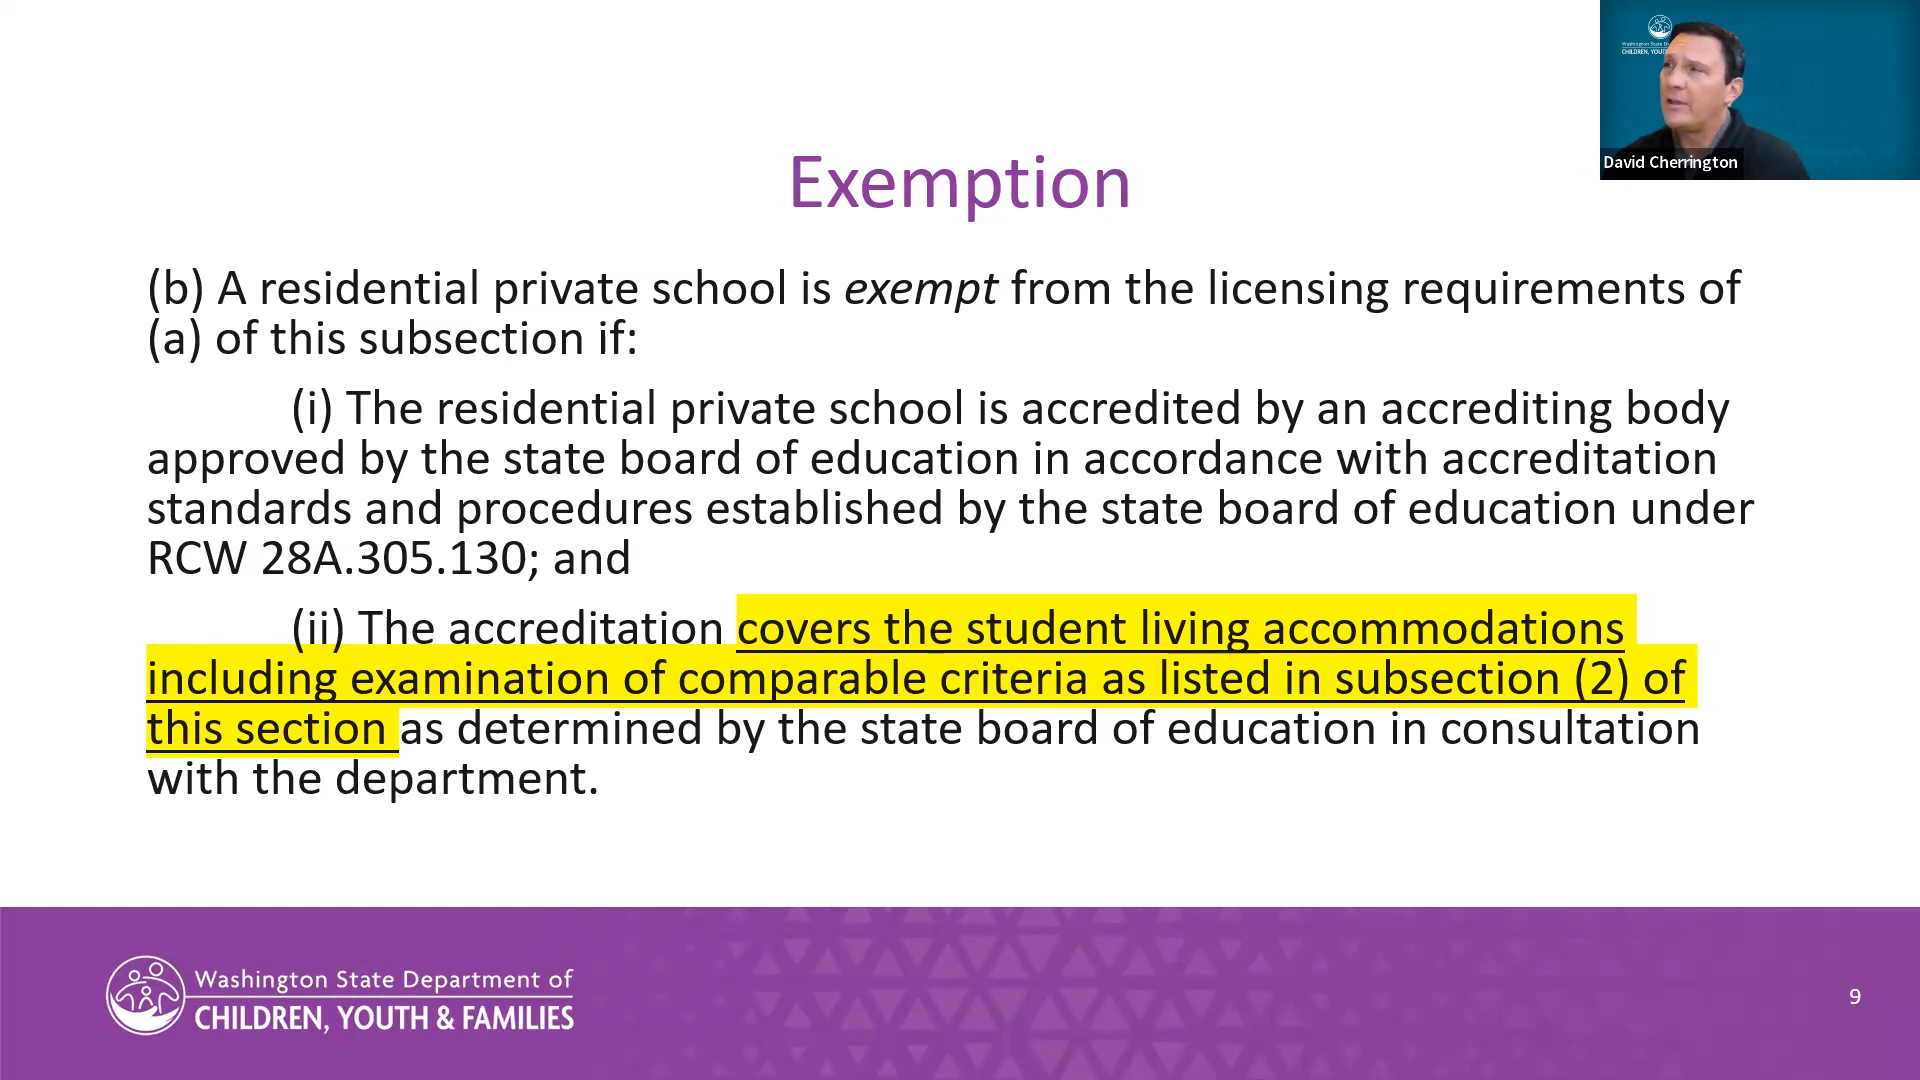 Washington State De
CHILDREN, YOUTH
David Cherrington
Exemption
(b) A residential private school is exempt from the licensing requirements of
(a) of this subsection if:
(i) The residential private school is accredited by an accrediting body
approved by the state board of education in accordance with accreditation
standards and procedures established by the state board of education under
RCW 28A.305.130; and
(ii) The accreditation covers the student living accommodations
including examination of comparable criteria as listed in subsection (2) of
this section as determined by the state board of education in consultation
with the department.
Washington State Department of
CHILDREN, YOUTH & FAMILIES
9